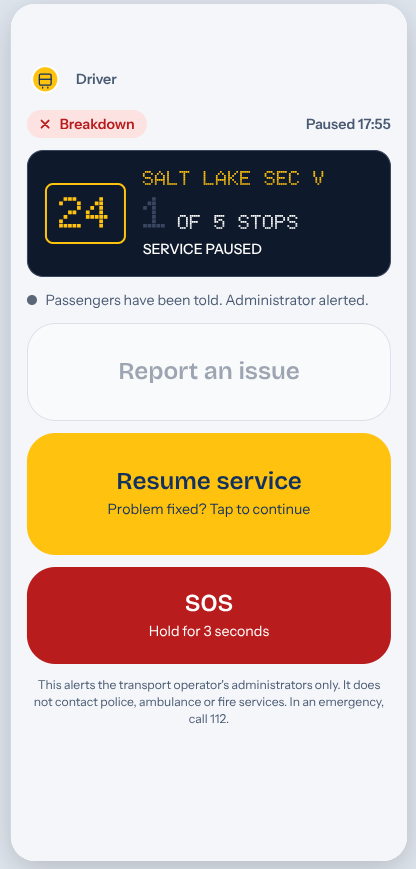 Driver
Breakdown
Paused 17:55
SALT LAKE SEC V
24
1 OF 5 STOPS
SERVICE PAUSED
Passengers have been told. Administrator alerted.
Report an issue
Resume service
Problem fixed? Tap to continue
SOS
Hold for 3 seconds
This alerts the transport operator's administrators only. It does
not contact police, ambulance or fire services. In an emergency,
call 112.